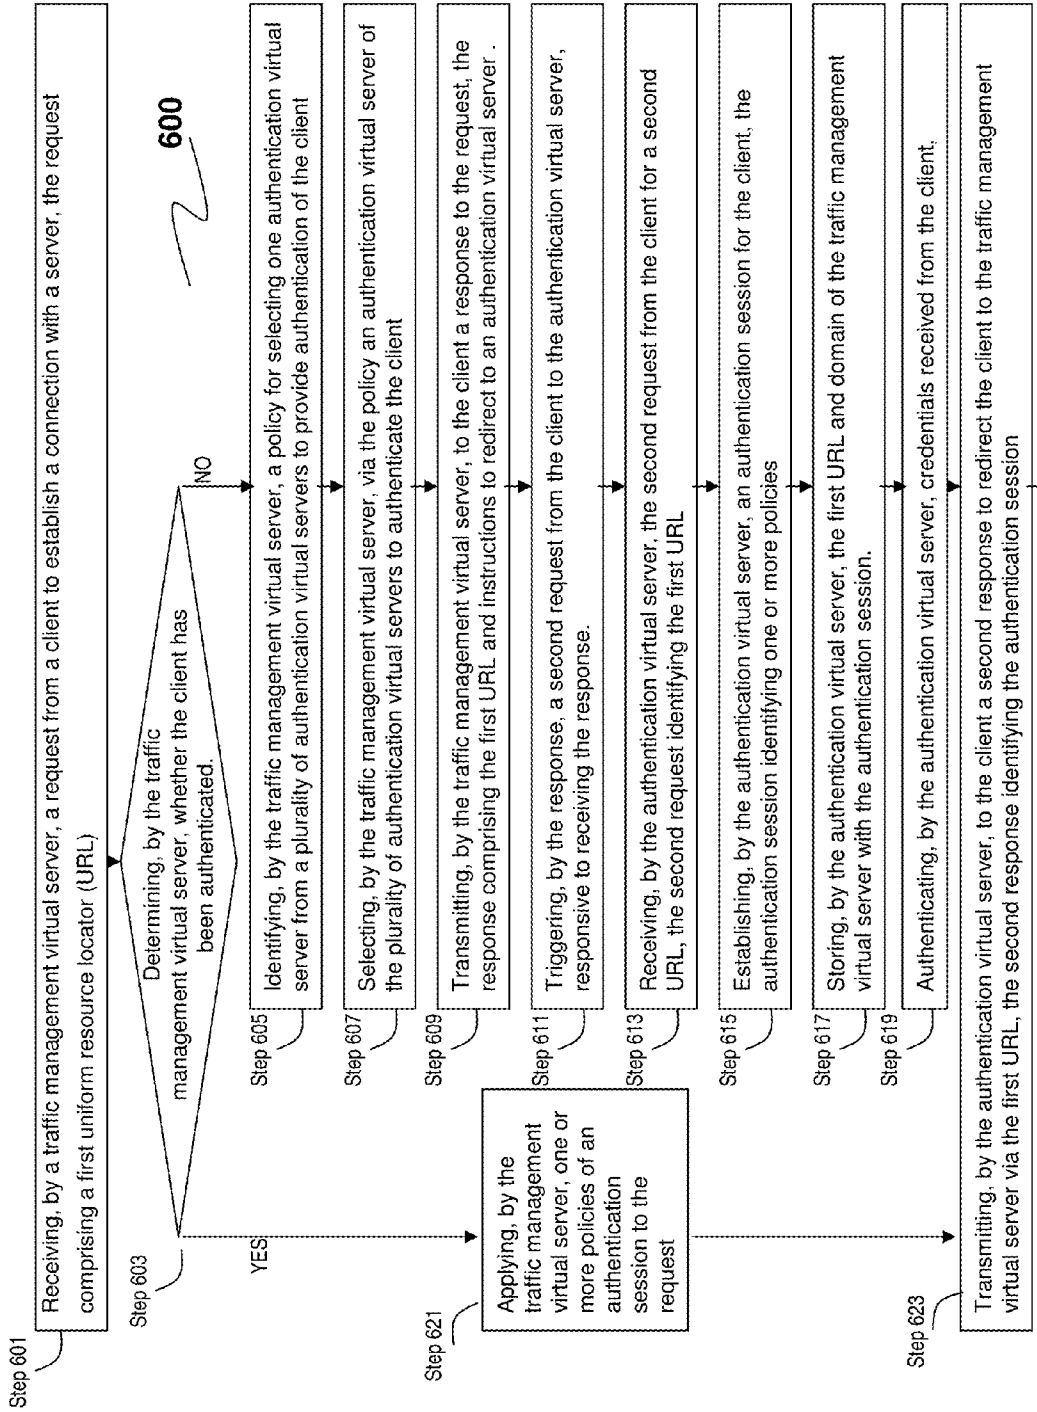 Step 601
Receiving, by a traffic management virtual server, a request from a client to establish a connection with a server, the request
comprising a first uniform resource locator (URL)
600
Step 603
Determining, by the traffic
management virtual server, whether the client has
been authenticated.
YES
NO
Step 605
Identifying, by the traffic management virtual server, a policy for selecting one authentication virtual
server from a plurality of authentication virtual servers to provide authentication of the client
Step 607
Selecting, by the traffic management virtual server, via the policy an authentication virtual server of
the plurality of authentication virtual servers to authenticate the client
Step 609
Transmitting, by the traffic management virtual server, to the client a response to the request, the
response comprising the first URL and instructions to redirect to an authentication virtual server .
Step 611
Triggering, by the response, a second request from the client to the authentication virtual server,
responsive to receiving the response.
Step 613
Receiving, by the authentication virtual server, the second request from the client for a second
URL, the second request identifying the first URL
Step 615
Establishing, by the authentication virtual server, an authentication session for the client, the
authentication session identifying one or more policies
Step 617
Storing, by the authentication virtual server, the first URL and domain of the traffic management
virtual server with the authentication session.
Step 619
Authenticating, by the authentication virtual server, credentials received from the client,
Step 621
Applying, by the
traffic management
virtual server, one or
more policies of an
authentication
session to the
request
Step 623
Transmitting, by the authentication virtual server, to the client a second response to redirect the client to the traffic management
virtual server via the first URL, the second response identifying the authentication session